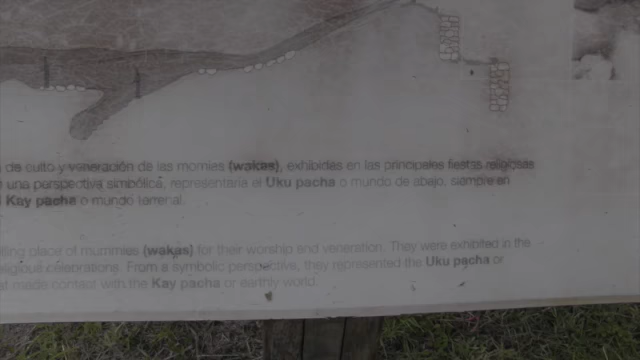 de culto y veneración de las momias (wakas), exhibidas en las principales fiestas religiosas
una perspectiva simbólica, representaría el Uku pacha o mundo de abajo, siempre en
Kay pacha o mundo terrenal.
place of mummies (wakas) for their worship and veneration. They were exhibited in the
celebrations. From a symbolic perspective, they represented the Uku pacha or
made contact with the Kay pacha or earthly world.